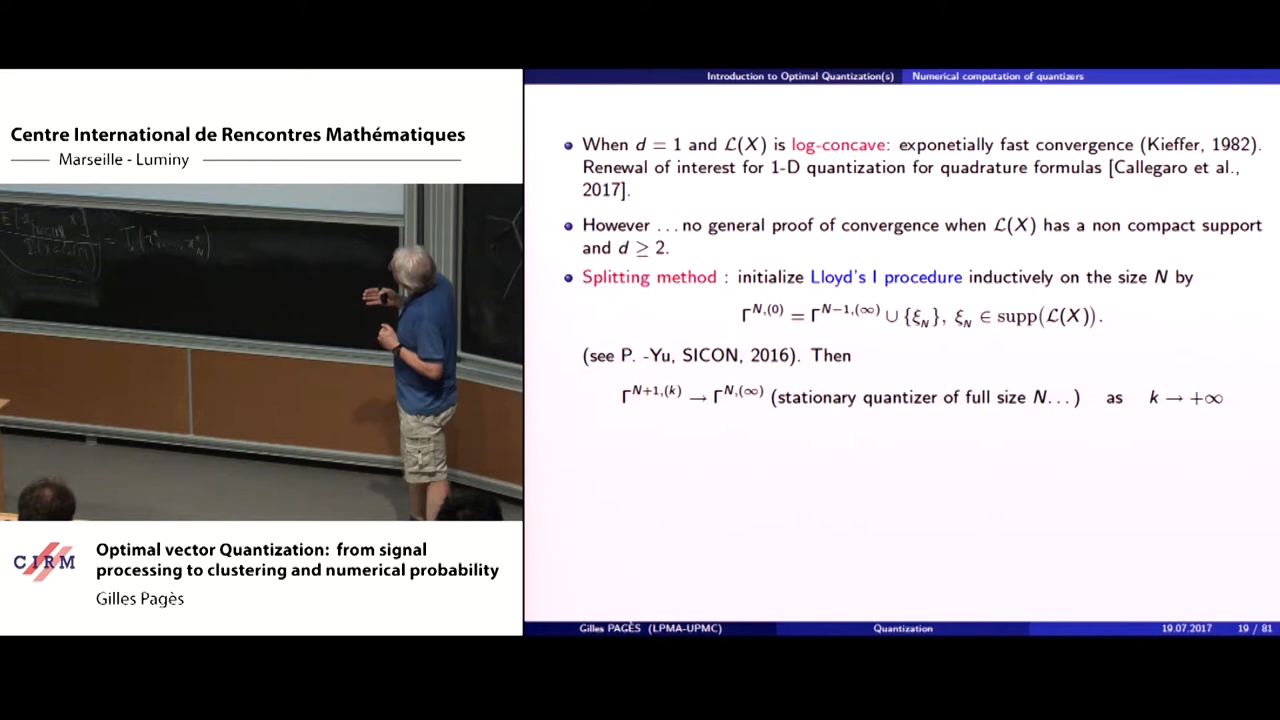 Centre International de Rencontres Mathématiques
Marseille - Luminy
CIRM
Optimal vector Quantization: from signal
processing to clustering and numerical probability
Gilles Pagès
Introduction to Optimal Quantization(s) Numerical computation of quantizers
• When d = 1 and ℒ(X) is log-concave: exponetially fast convergence (Kieffer, 1982).
Renewal of interest for 1-D quantization for quadrature formulas [Callegaro et al.,
2017].
• However ... no general proof of convergence when ℒ(X) has a non compact support
and d ≥ 2.
• Splitting method : initialize Lloyd's I procedure inductively on the size N by
Γ^{N,(0)} = Γ^{N−1,(∞)} ∪ {ξ_N}, ξ_N ∈ supp(ℒ(X)).
(see P. -Yu, SICON, 2016). Then
Γ^{N+1,(k)} → Γ^{N,(∞)} (stationary quantizer of full size N...) as k → +∞
Gilles PAGÈS (LPMA-UPMC) Quantization 19.07.2017 19 / 81